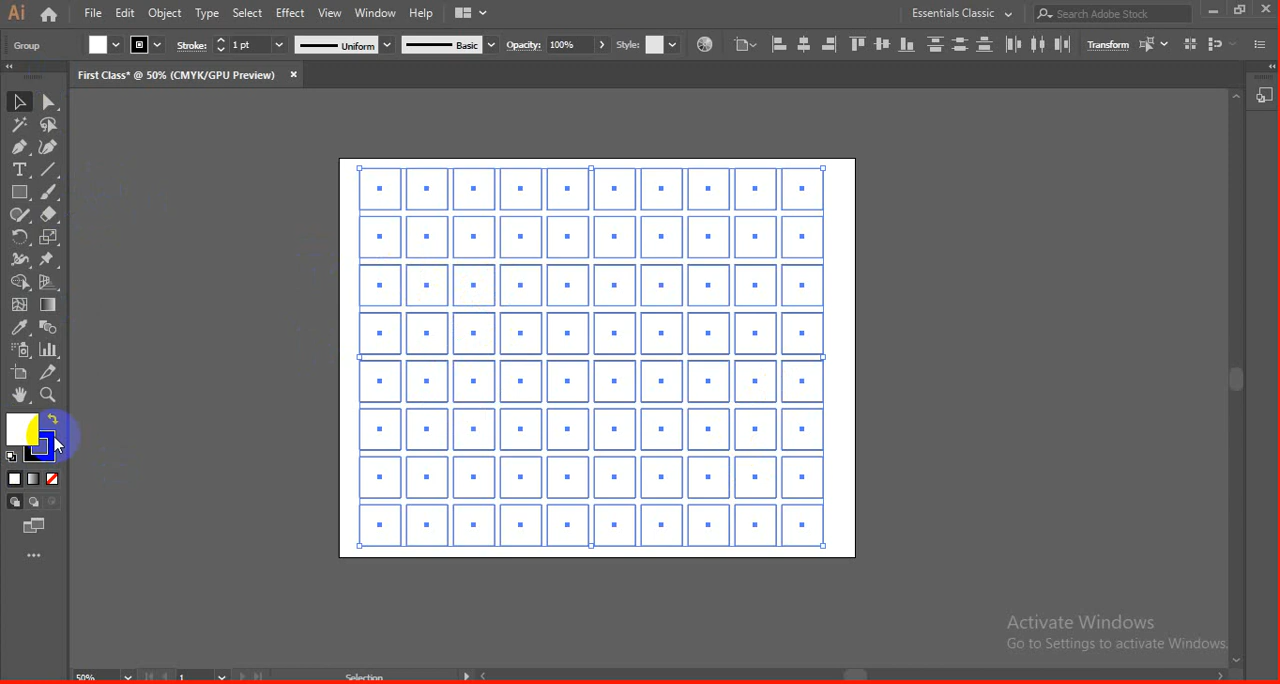 Ai File Edit Object Type Select Effect View Window Help Essentials Classic Search Adobe Stock
Group Stroke: 1 pt Uniform Basic Opacity: 100% Style: Transform
First Class* @ 50% (CMYK/GPU Preview)
T
Activate Windows
Go to Settings to activate Windows.
50% 1 Selection